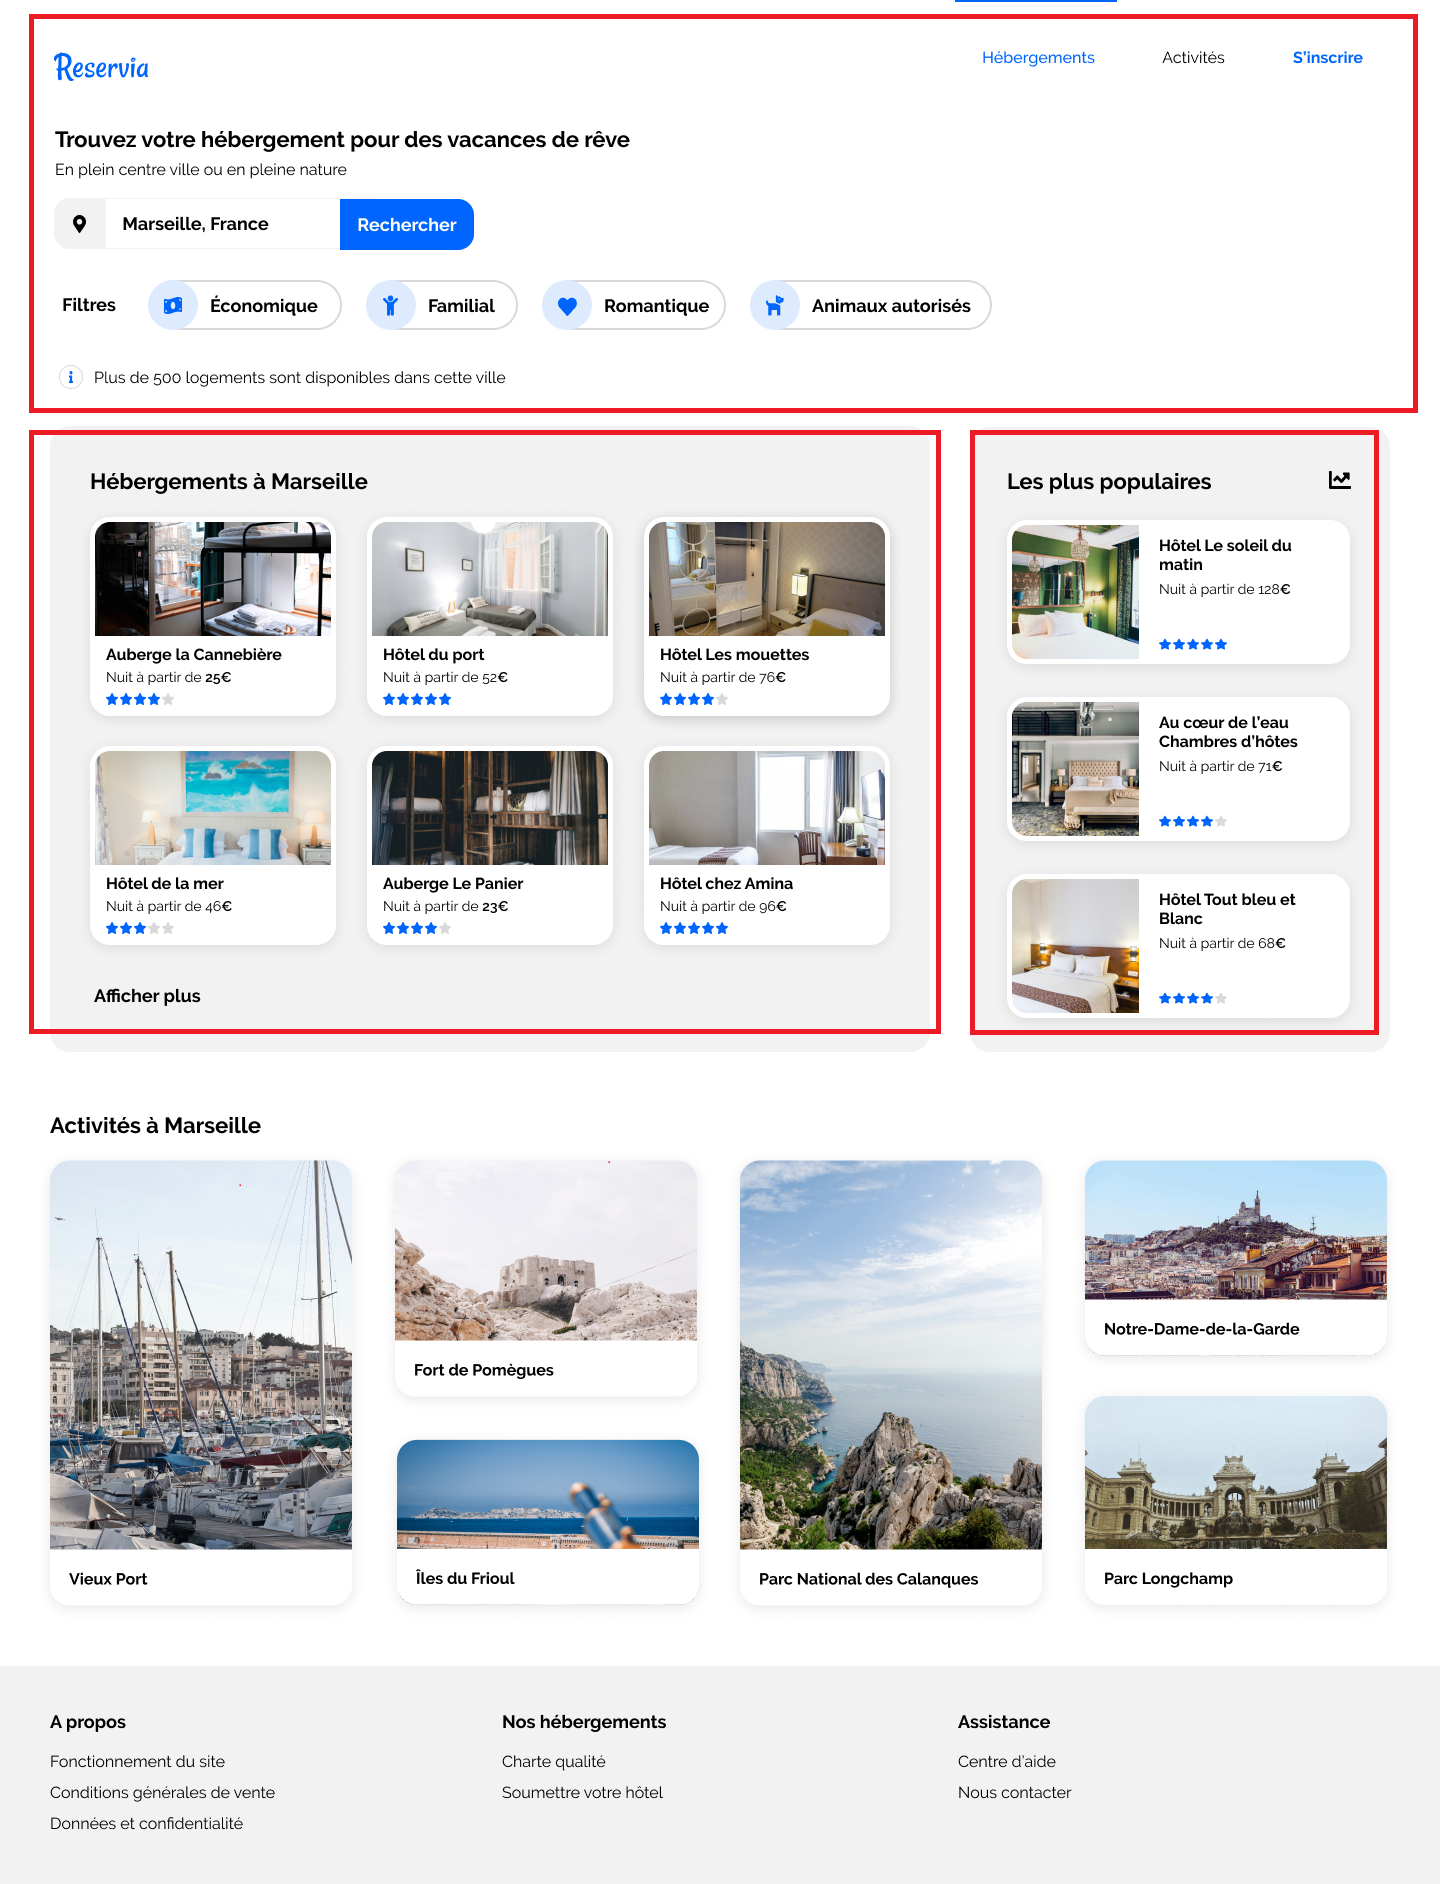 Reservia
Hébergements
Activités
S'inscrire
Trouvez votre hébergement pour des vacances de rêve
En plein centre ville ou en pleine nature
Marseille, France
Rechercher
Filtres
Économique
Familial
Romantique
Animaux autorisés
Plus de 500 logements sont disponibles dans cette ville
Hébergements à Marseille
Auberge la Cannebière
Nuit à partir de 25€
Hôtel du port
Nuit à partir de 52€
Hôtel Les mouettes
Nuit à partir de 76€
Hôtel de la mer
Nuit à partir de 46€
Auberge Le Panier
Nuit à partir de 23€
Hôtel chez Amina
Nuit à partir de 96€
Afficher plus
Les plus populaires
Hôtel Le soleil du
matin
Nuit à partir de 128€
Au cœur de l'eau
Chambres d'hôtes
Nuit à partir de 71€
Hôtel Tout bleu et
Blanc
Nuit à partir de 68€
Activités à Marseille
Vieux Port
Fort de Pomègues
Îles du Frioul
Parc National des Calanques
Notre-Dame-de-la-Garde
Parc Longchamp
A propos
Fonctionnement du site
Conditions générales de vente
Données et confidentialité
Nos hébergements
Charte qualité
Soumettre votre hôtel
Assistance
Centre d'aide
Nous contacter